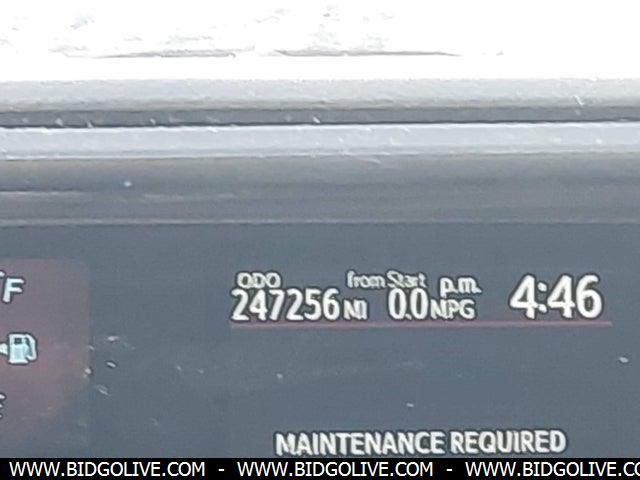 ODO from Start p.m. 4:46
247256 MI 0.0 MPG
F
MAINTENANCE REQUIRED
WWW.BIDGOLIVE.COM - WWW.BIDGOLIVE.COM - WWW.BIDGOLIVE.CO